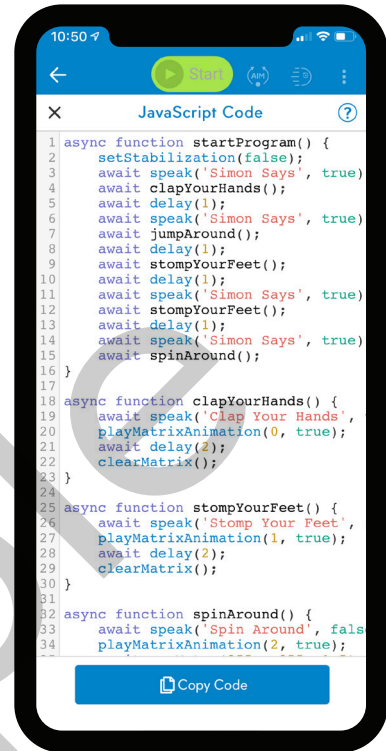 10:50
Start
AIM
JavaScript Code
?
1 async function startProgram() {
2 setStabilization(false);
3 await speak('Simon Says', true)
4 await clapYourHands();
5 await delay(1);
6 await speak('Simon Says', true)
7 await jumpAround();
8 await delay(1);
9 await stompYourFeet();
10 await delay(1);
11 await speak('Simon Says', true)
12 await stompYourFeet();
13 await delay(1);
14 await speak('Simon Says', true)
15 await spinAround();
16 }
17
18 async function clapYourHands() {
19 await speak('Clap Your Hands',
20 playMatrixAnimation(0, true);
21 await delay(2);
22 clearMatrix();
23 }
24
25 async function stompYourFeet() {
26 await speak('Stomp Your Feet',
27 playMatrixAnimation(1, true);
28 await delay(2);
29 clearMatrix();
30 }
31
32 async function spinAround() {
33 await speak('Spin Around', fals
34 playMatrixAnimation(2, true);
Copy Code